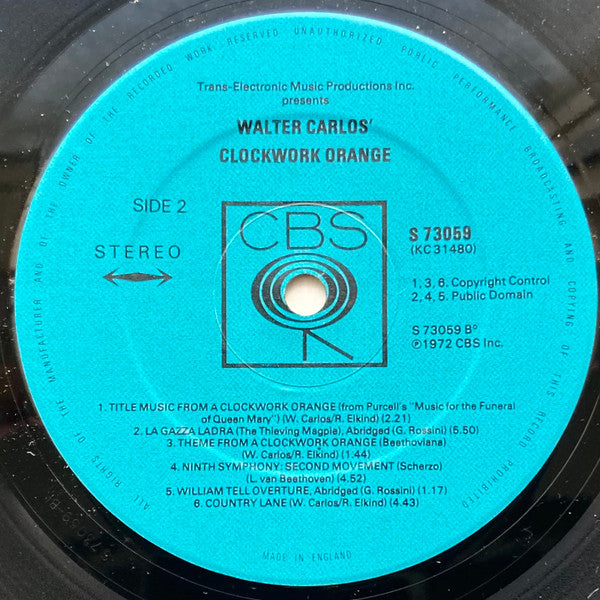 ALL RIGHTS OF THE MANUFACTURER AND OF THE OWNER OF THE RECORDED WORK RESERVED UNAUTHORIZED PUBLIC PERFORMANCE BROADCASTING AND COPYING OF THIS RECORD PROHIBITED
Trans-Electronic Music Productions Inc.
presents
WALTER CARLOS'
CLOCKWORK ORANGE
SIDE 2
STEREO
CBS
S 73059
(KC 31480)
1, 3, 6. Copyright Control
2, 4, 5. Public Domain
S 73059 B°
℗1972 CBS Inc.
1. TITLE MUSIC FROM A CLOCKWORK ORANGE (from Purcell's "Music for the Funeral
of Queen Mary") (W. Carlos/R. Elkind) (2.21)
2. LA GAZZA LADRA (The Thieving Magpie), Abridged (G. Rossini) (5.50)
3. THEME FROM A CLOCKWORK ORANGE (Beethoviana)
(W. Carlos/R. Elkind) (1.44)
4. NINTH SYMPHONY: SECOND MOVEMENT (Scherzo)
(L. van Beethoven) (4.52)
5. WILLIAM TELL OVERTURE, Abridged (G. Rossini) (1.17)
6. COUNTRY LANE (W. Carlos/R. Elkind) (4.43)
MADE IN ENGLAND